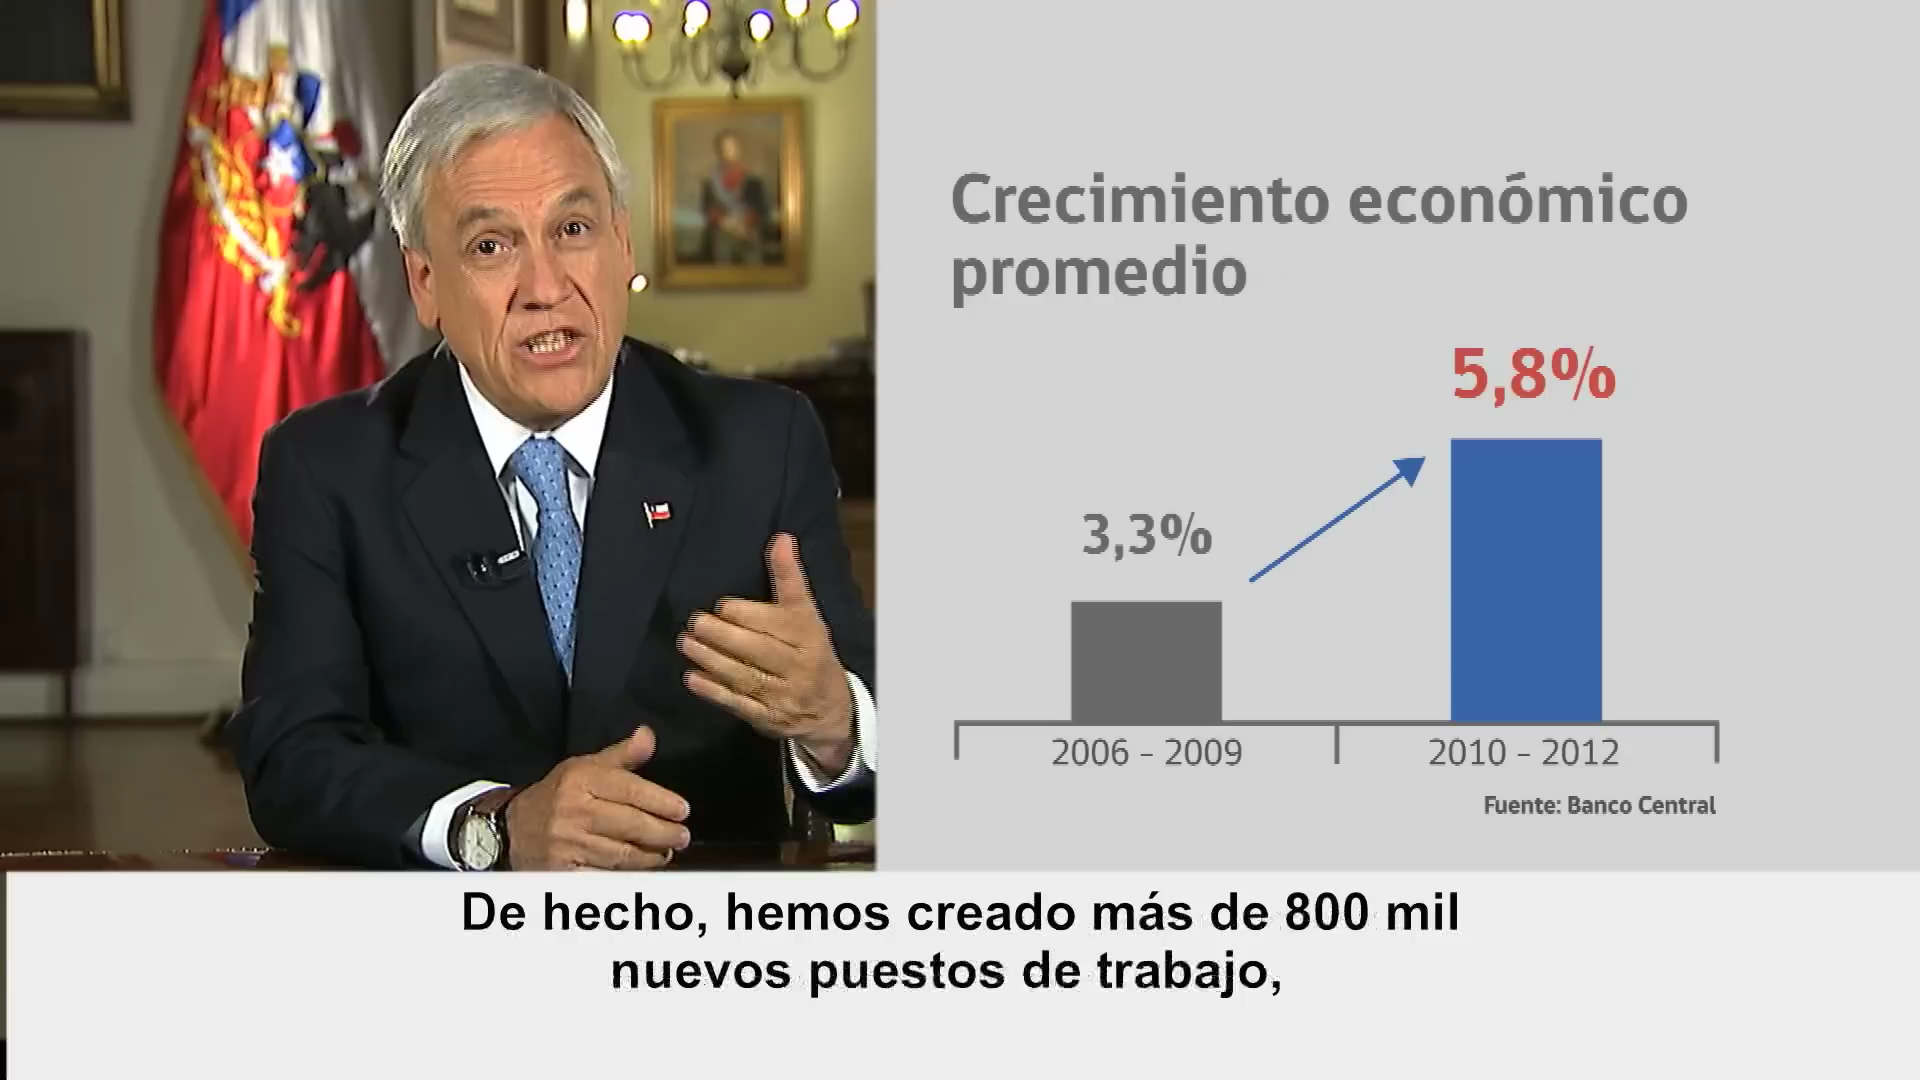 Crecimiento económico
promedio
5,8%
3,3%
2006 - 2009
2010 - 2012
Fuente: Banco Central
De hecho, hemos creado más de 800 mil
nuevos puestos de trabajo,